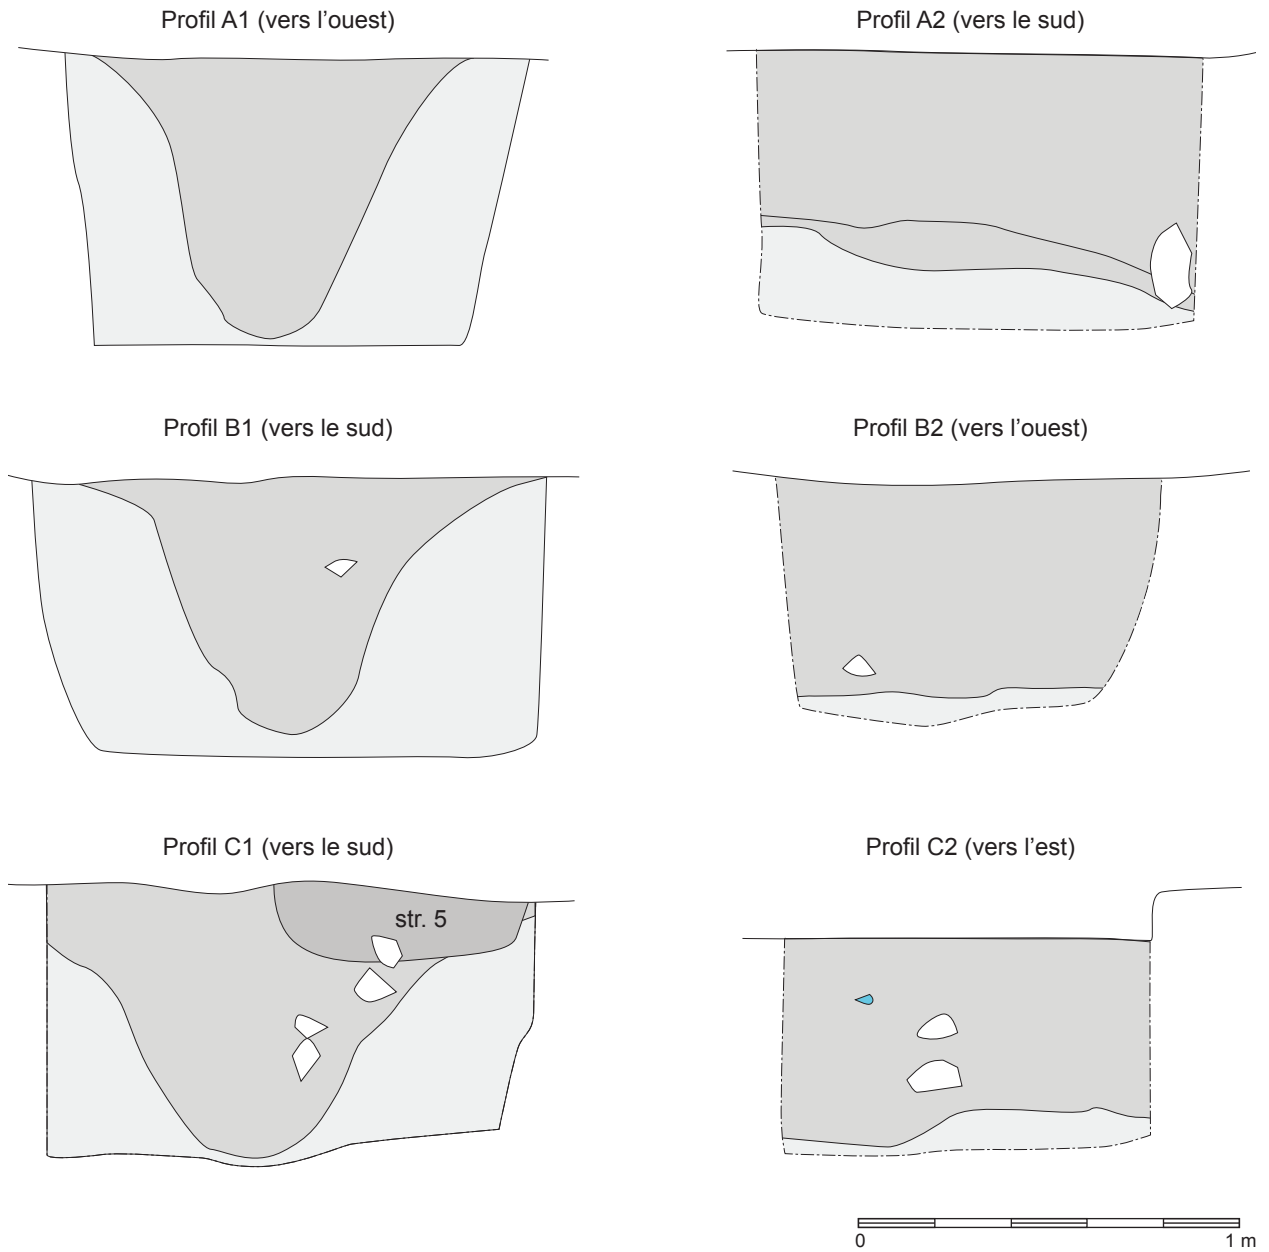 Profil A1 (vers l’ouest)
Profil A2 (vers le sud)
Profil B1 (vers le sud)
Profil B2 (vers l’ouest)
Profil C1 (vers le sud)
Profil C2 (vers l’est)
str. 5
0
1 m